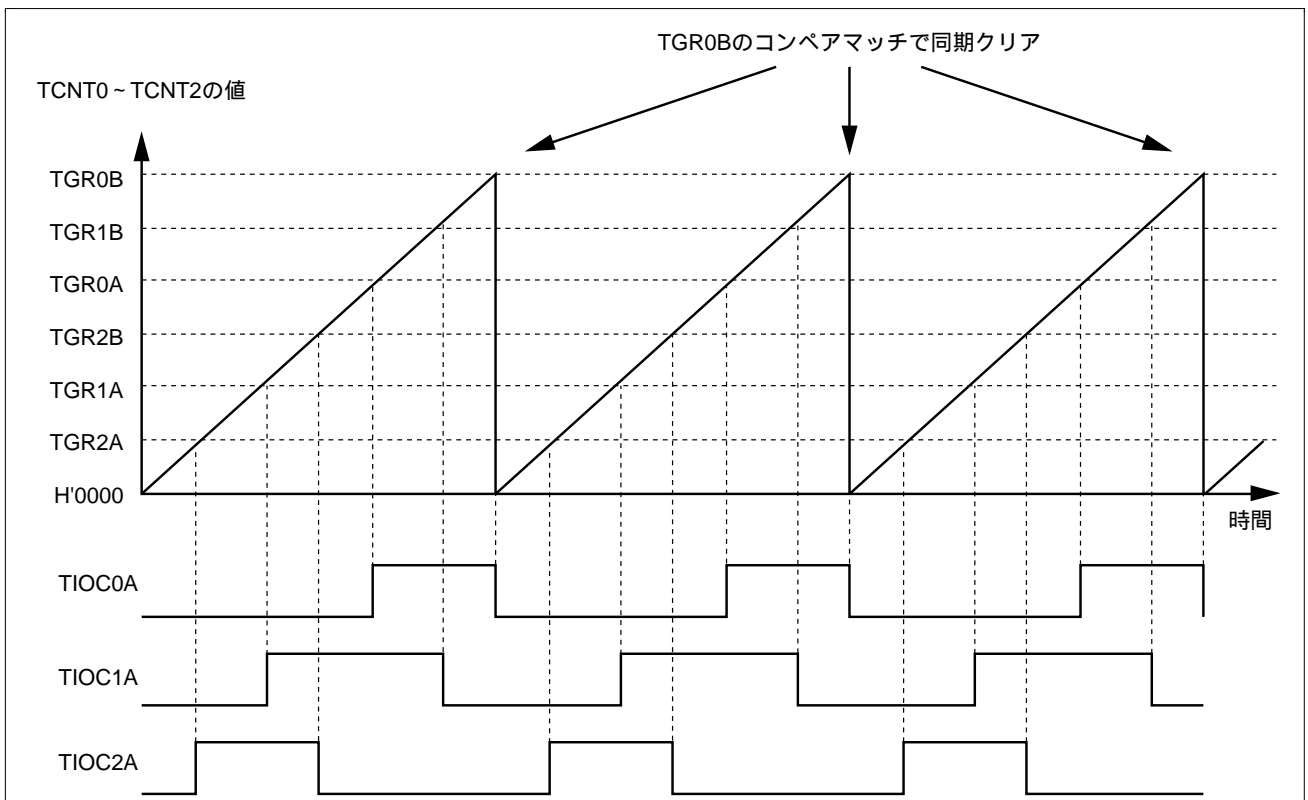 TGR0Bのコンペアマッチで同期クリア
TCNT0~TCNT2の値
TGR0B
TGR1B
TGR0A
TGR2B
TGR1A
TGR2A
H'0000
時間
TIOC0A
TIOC1A
TIOC2A